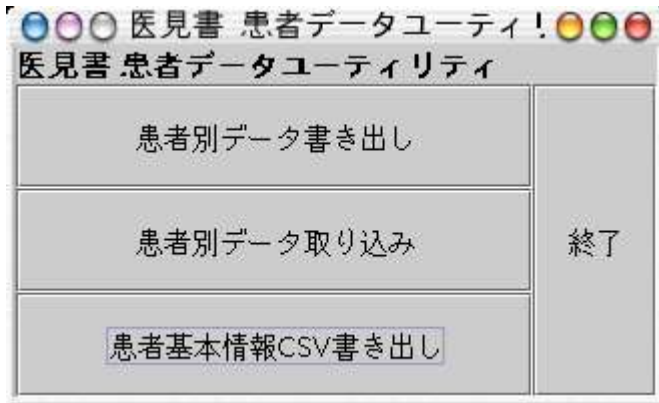 医見書 患者データユーティ
医見書 患者データユーティリティ
患者別データ書き出し
患者別データ取り込み
終了
患者基本情報CSV書き出し